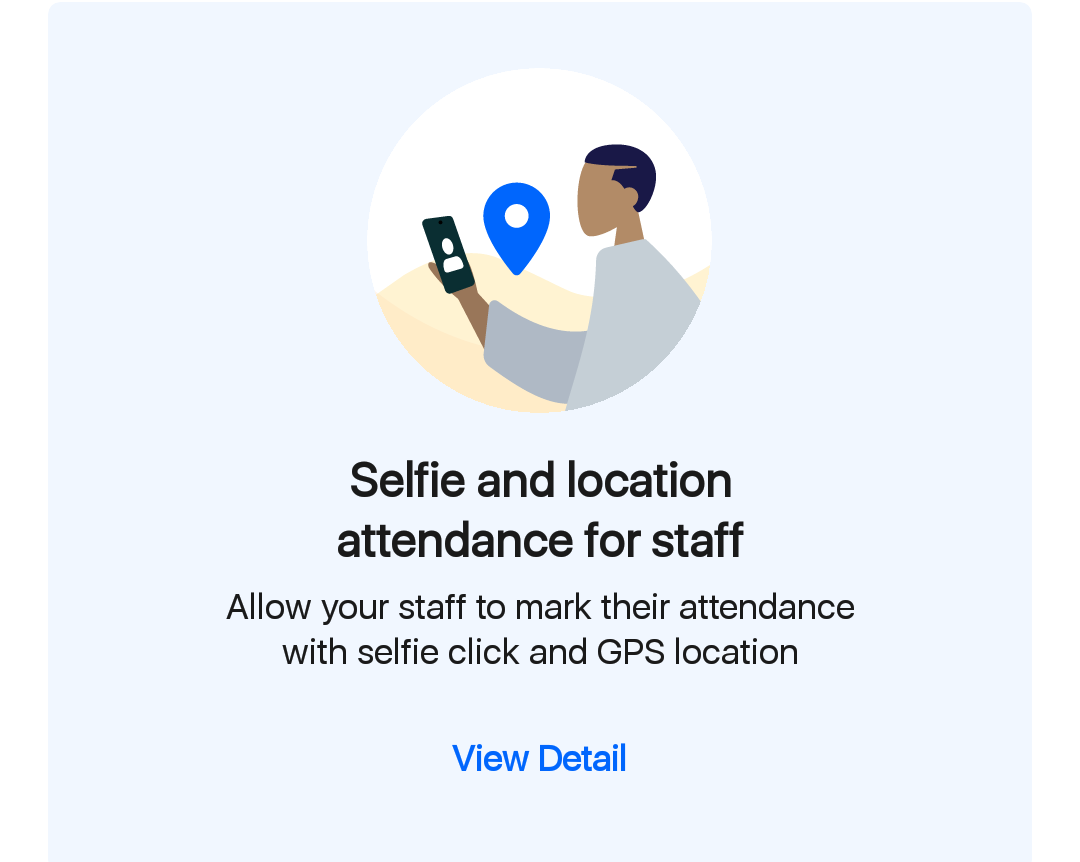 Selfie and location
attendance for staff
Allow your staff to mark their attendance
with selfie click and GPS location
View Detail